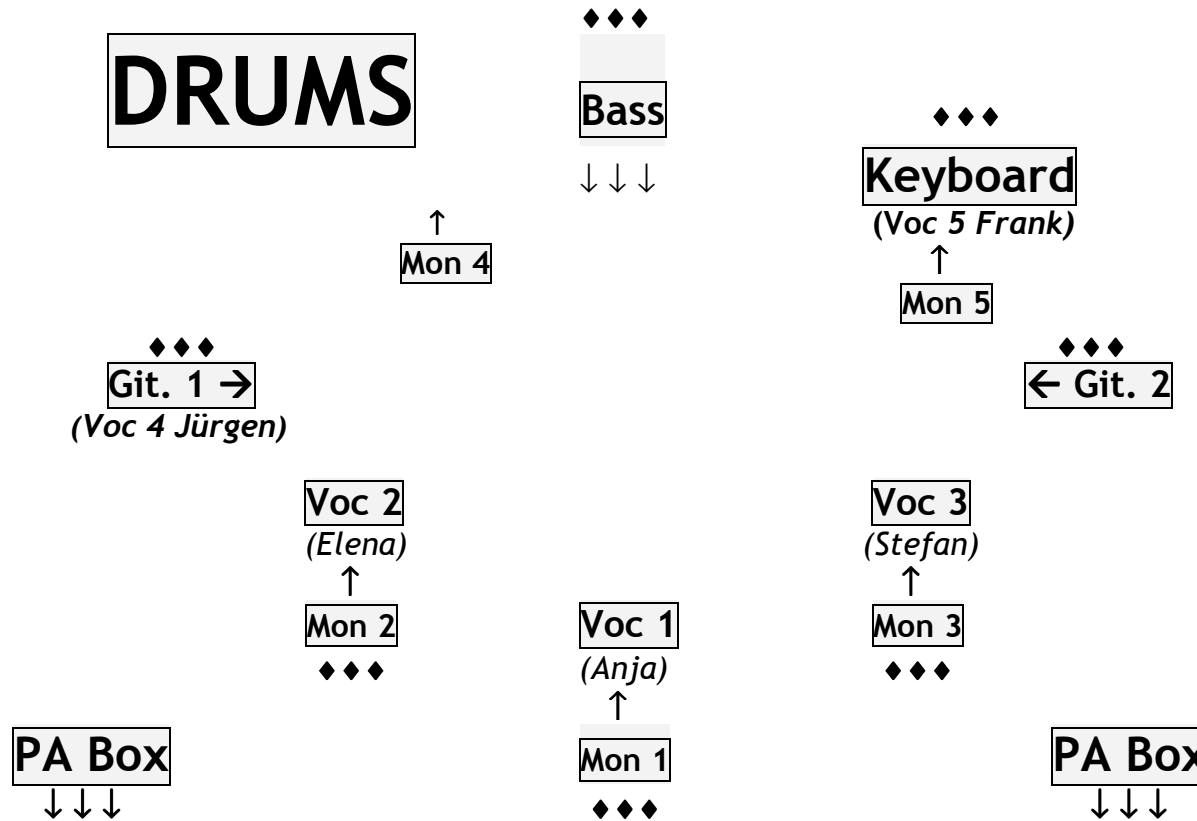 ♦♦♦
DRUMS
Bass
♦♦♦
↓↓↓
Keyboard
(Voc 5 Frank)
↑
Mon 4
↑
Mon 5
♦♦♦
Git. 1 →
(Voc 4 Jürgen)
♦♦♦
← Git. 2
Voc 2
(Elena)
↑
Mon 2
♦♦♦
Voc 3
(Stefan)
↑
Mon 3
♦♦♦
Voc 1
(Anja)
↑
Mon 1
♦♦♦
PA Box
↓↓↓
PA Box
↓↓↓